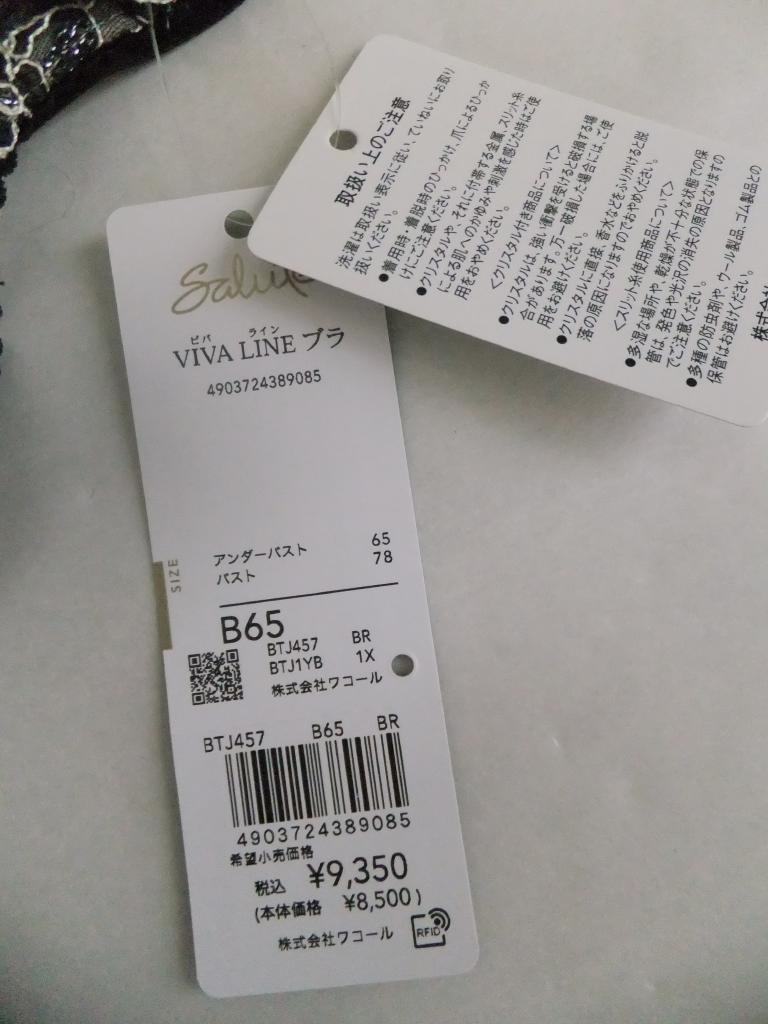 Salute
ビバ ライン
VIVA LINE ブラ
4903724389085
SIZE
アンダーバスト 65
バスト 78
B65
BTJ457 BR
BTJ1YB 1X
株式会社ワコール
BTJ457 B65 BR
4903724389085
希望小売価格
税込 ¥9,350
(本体価格 ¥8,500)
株式会社ワコール
RFID
取扱い上のご注意
洗濯は取扱い表示に従い、ていねいにお取り
扱いください。
●着用時・着脱時のひっかけ、爪によるひっか
けにご注意ください。
●クリスタルや、それに付帯する金属、スリット糸
による肌へのかゆみや刺激を感じた時はご使
用をおやめください。
<クリスタル付き商品について>
●クリスタルは、強い衝撃を受けると破損する場
合があります。万一破損した場合には、ご使
用をお避けください。
●クリスタルに直接、香水などをふりかけると脱
落の原因になりますのでおやめください。
<スリット糸使用商品について>
●多湿な場所や、乾燥が不十分な状態での保
管は、発色や光沢の消失の原因となりますの
でご注意ください。
●多種の防虫剤や、ウール製品、ゴム製品との
保管はお避けください。
株式会社